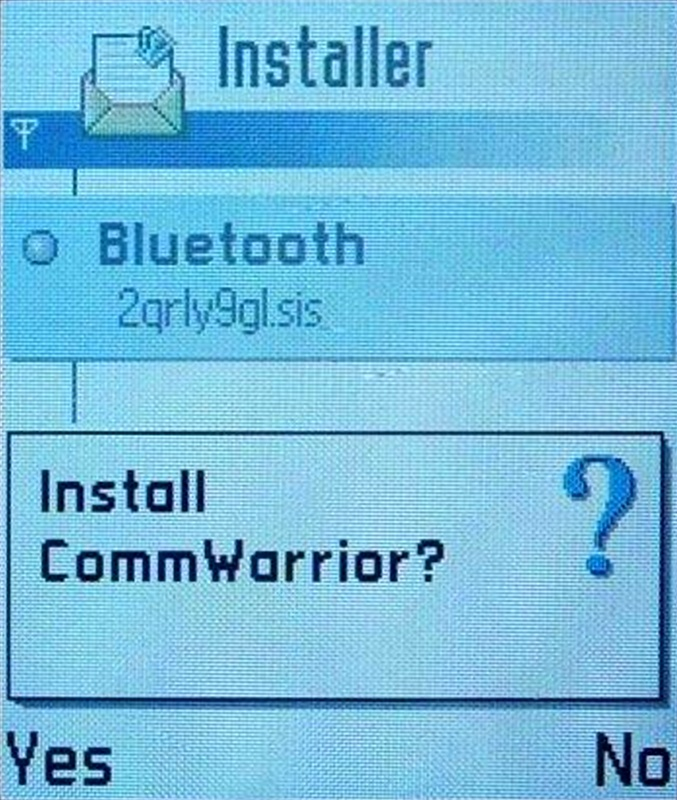 Installer
Bluetooth
2qrly9gl.sis
Install
CommWarrior?
Yes
No